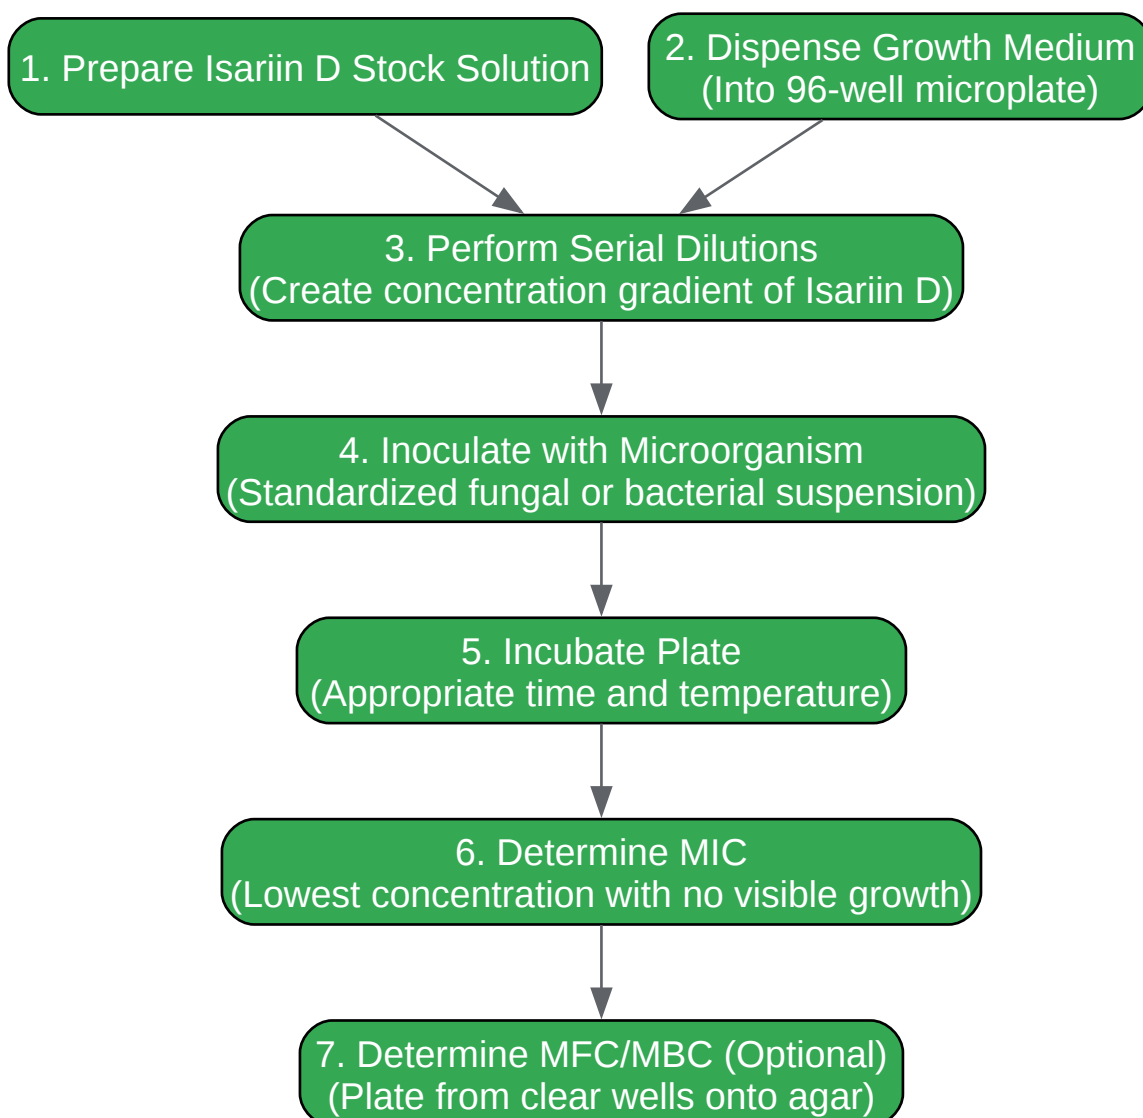 1. Prepare Isariin D Stock Solution
2. Dispense Growth Medium
(Into 96-well microplate)
3. Perform Serial Dilutions
(Create concentration gradient of Isariin D)
4. Inoculate with Microorganism
(Standardized fungal or bacterial suspension)
5. Incubate Plate
(Appropriate time and temperature)
6. Determine MIC
(Lowest concentration with no visible growth)
7. Determine MFC/MBC (Optional)
(Plate from clear wells onto agar)